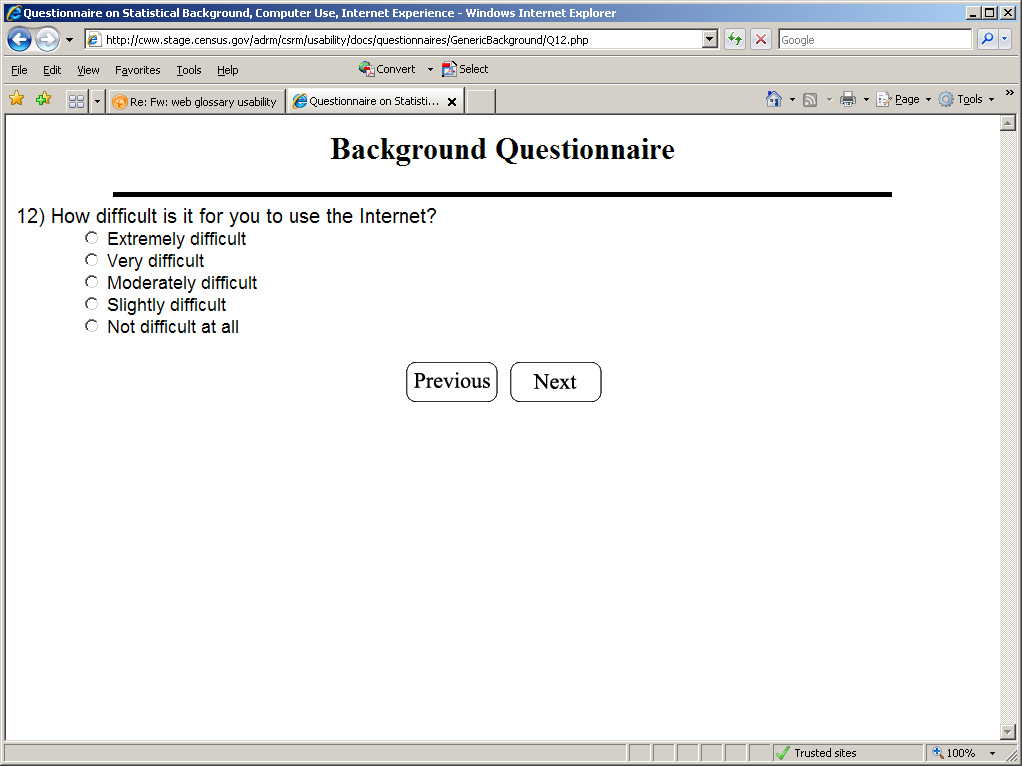 Questionnaire on Statistical Background, Computer Use, Internet Experience - Windows Internet Explorer
http://cww.stage.census.gov/adrm/csrm/usability/docs/questionnaires/GenericBackground/Q12.php
Google
File Edit View Favorites Tools Help Convert Select
Re: Fw: web glossary usability Questionnaire on Statisti... Page Tools »
Background Questionnaire
12) How difficult is it for you to use the Internet?
Extremely difficult
Very difficult
Moderately difficult
Slightly difficult
Not difficult at all
Previous Next
Trusted sites 100%